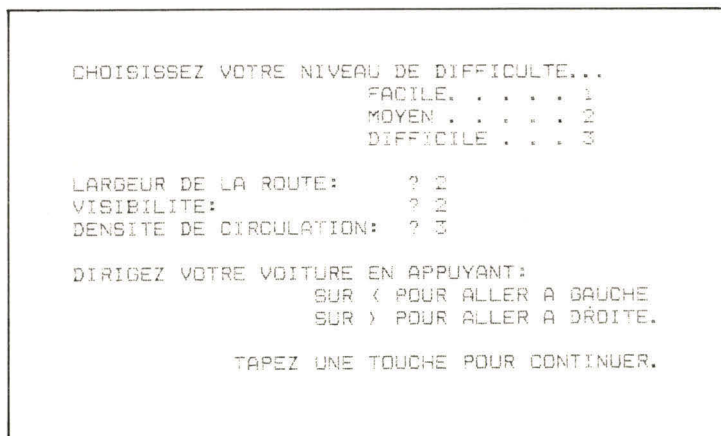 CHOISISSEZ VOTRE NIVEAU DE DIFFICULTE...
FACILE. . . . . 1
MOYEN . . . . . 2
DIFFICILE . . . 3
LARGEUR DE LA ROUTE: ? 2
VISIBILITE: ? 2
DENSITE DE CIRCULATION: ? 3
DIRIGEZ VOTRE VOITURE EN APPUYANT:
SUR < POUR ALLER A GAUCHE
SUR > POUR ALLER A DROITE.
TAPEZ UNE TOUCHE POUR CONTINUER.